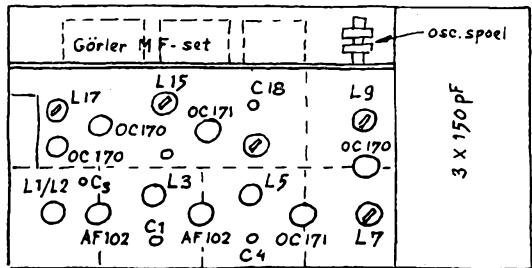 Görler MF-set
osc. spoel
L17
L15
C18
L9
OC170
OC171
OC170
OC170
3 x 150 pF
L1/L2
C3
L3
L5
AF102
C1
AF102
C4
OC171
L7